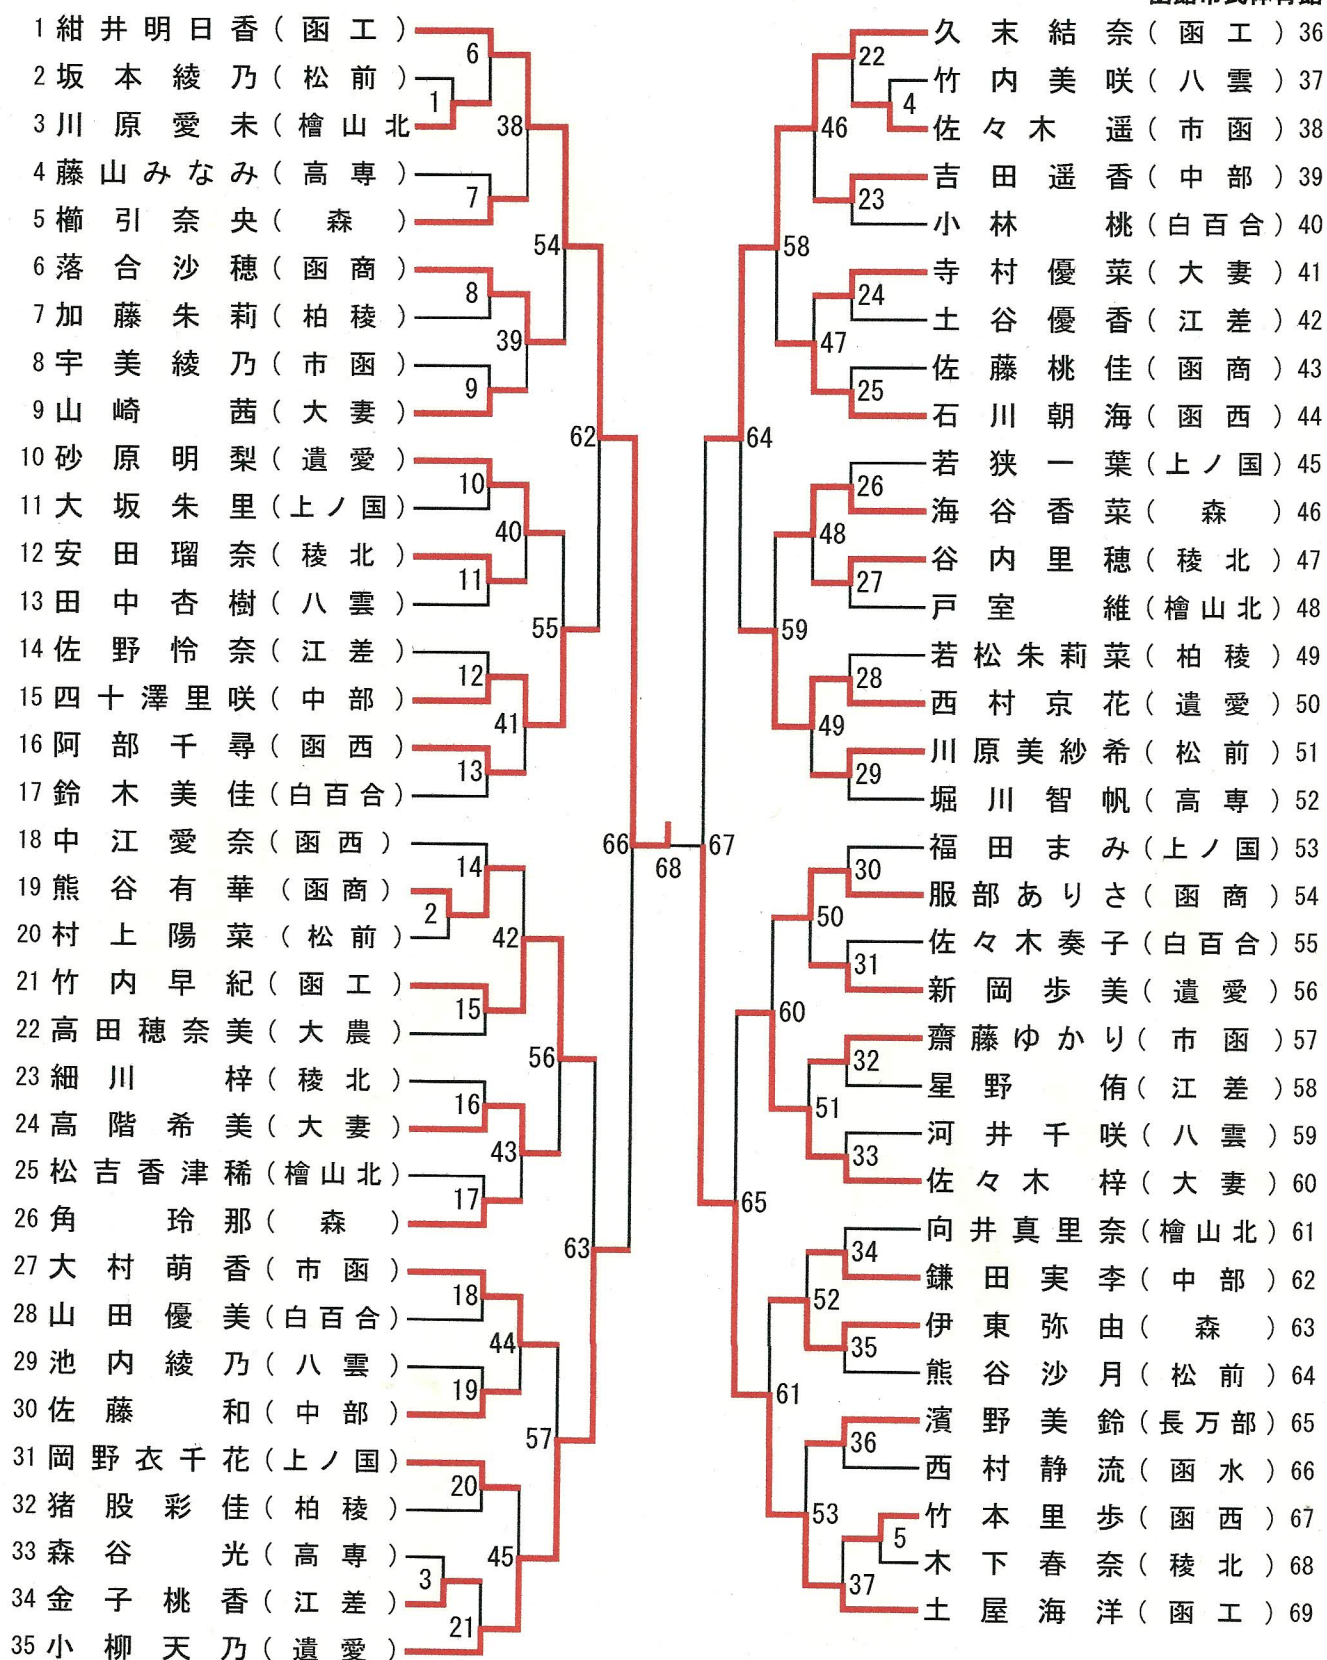 1 紺井明日香(函工)
2 坂本綾乃(松前)
3 川原愛未(檜山北
4 藤山みなみ(高専)
5 櫛引奈央(森)
6 落合沙穂(函商)
7 加藤朱莉(柏稜)
8 宇美綾乃(市函)
9 山崎茜(大妻)
10 砂原明梨(遺愛)
11 大坂朱里(上ノ国)
12 安田瑠奈(稜北)
13 田中杏樹(八雲)
14 佐野怜奈(江差)
15 四十澤里咲(中部)
16 阿部千尋(函西)
17 鈴木美佳(白百合)
18 中江愛奈(函西)
19 熊谷有華(函商)
20 村上陽菜(松前)
21 竹内早紀(函工)
22 高田穂奈美(大農)
23 細川梓(稜北)
24 高階希美(大妻)
25 松吉香津稀(檜山北)
26 角玲那(森)
27 大村萌香(市函)
28 山田優美(白百合)
29 池内綾乃(八雲)
30 佐藤和(中部)
31 岡野衣千花(上ノ国)
32 猪股彩佳(柏稜)
33 森谷光(高専)
34 金子桃香(江差)
35 小柳天乃(遺愛)
1
2
3
6
7
8
9
10
11
12
13
14
15
16
17
18
19
20
21
38
39
40
41
42
43
44
45
54
55
56
57
62
63
66
68
67
64
65
58
59
60
61
46
47
48
49
50
51
52
53
22
23
24
25
26
27
28
29
30
31
32
33
34
35
36
37
4
5
久末結奈(函工)36
竹内美咲(八雲)37
佐々木遥(市函)38
吉田遥香(中部)39
小林桃(白百合)40
寺村優菜(大妻)41
土谷優香(江差)42
佐藤桃佳(函商)43
石川朝海(函西)44
若狭一葉(上ノ国)45
海谷香菜(森)46
谷内里穂(稜北)47
戸室維(檜山北)48
若松朱莉菜(柏稜)49
西村京花(遺愛)50
川原美紗希(松前)51
堀川智帆(高専)52
福田まみ(上ノ国)53
服部ありさ(函商)54
佐々木奏子(白百合)55
新岡歩美(遺愛)56
齋藤ゆかり(市函)57
星野侑(江差)58
河井千咲(八雲)59
佐々木梓(大妻)60
向井真里奈(檜山北)61
鎌田実李(中部)62
伊東弥由(森)63
熊谷沙月(松前)64
濱野美鈴(長万部)65
西村静流(函水)66
竹本里歩(函西)67
木下春奈(稜北)68
土屋海洋(函工)69